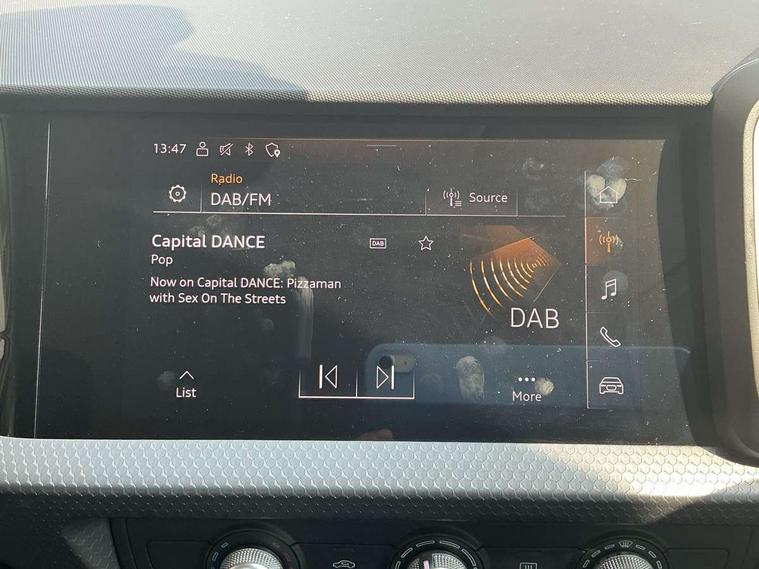 13:47
Radio
DAB/FM
Source
Capital DANCE
DAB
Pop
Now on Capital DANCE: Pizzaman
with Sex On The Streets
DAB
List
More